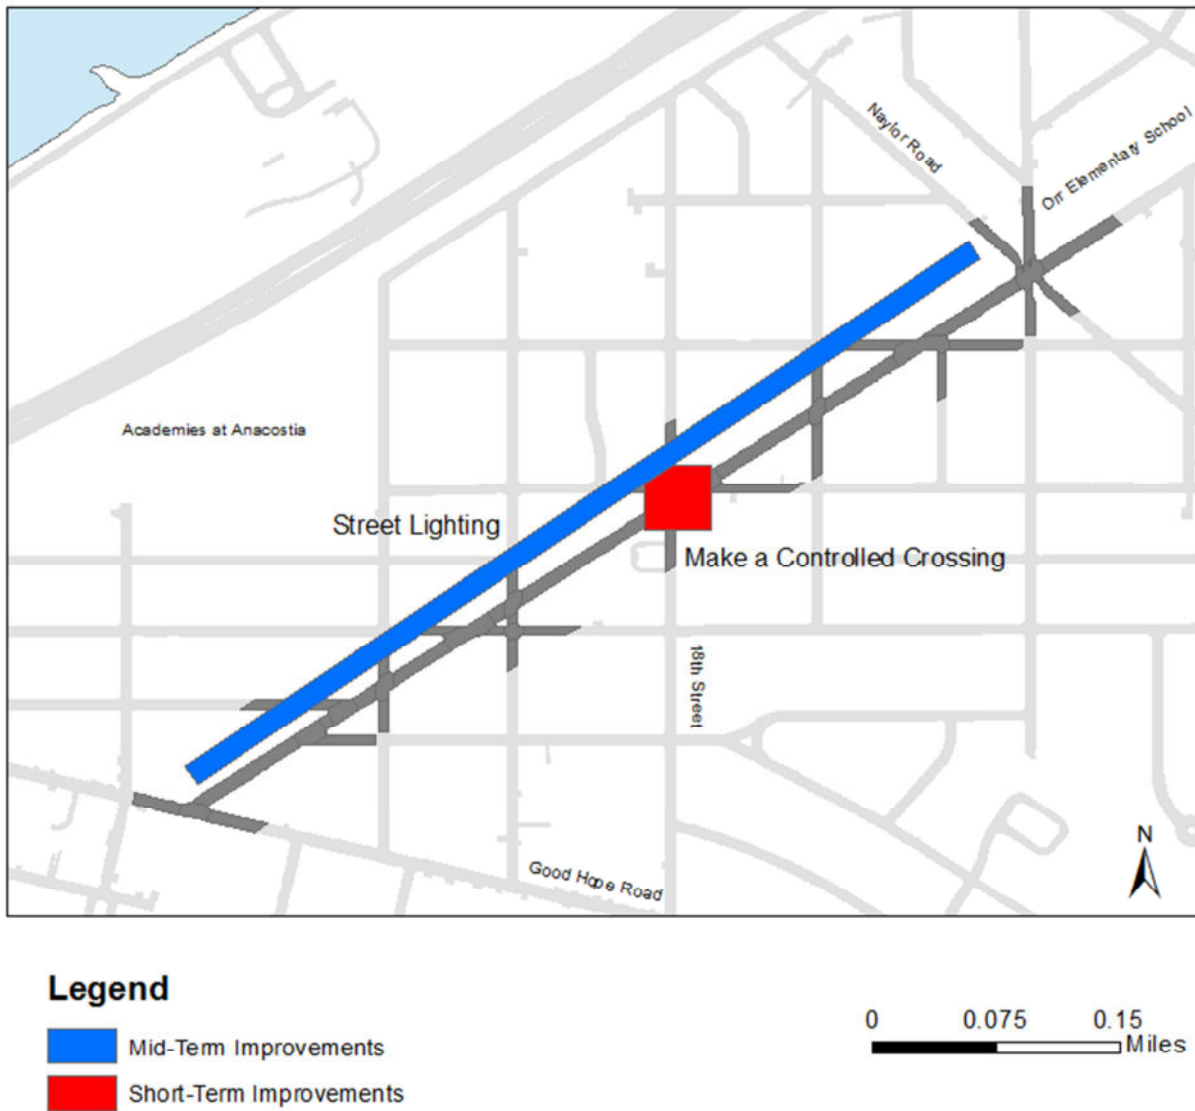 Naylor Road
Orr Elementary School
Academies at Anacostia
Street Lighting
Make a Controlled Crossing
18th Street
Good Hope Road
N
Legend
Mid-Term Improvements
Short-Term Improvements
0 0.075 0.15
Miles